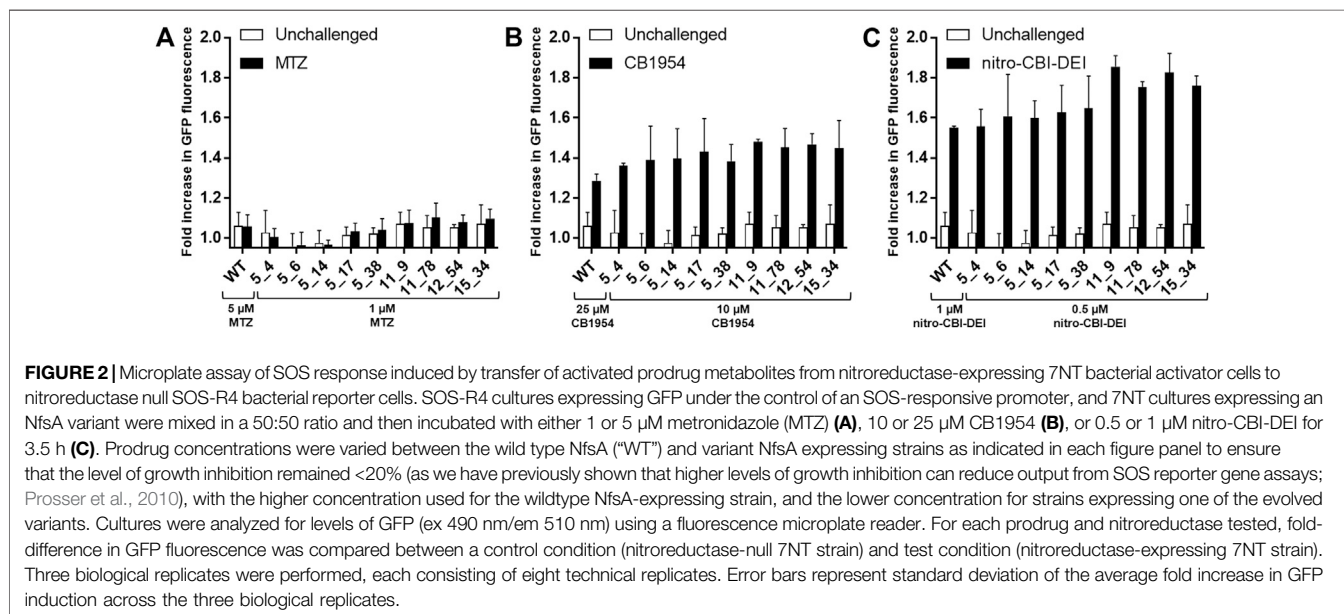 A
Fold increase in GFP fluorescence
2.0
1.8
1.6
1.4
1.2
1.0
Unchallenged
MTZ
WT
5_4
5_6
5_14
5_17
5_38
11_9
11_78
12_54
15_34
5 µM
MTZ
1 µM
MTZ
B
Fold increase in GFP fluorescence
2.0
1.8
1.6
1.4
1.2
1.0
Unchallenged
CB1954
WT
5_4
5_6
5_14
5_17
5_38
11_9
11_78
12_54
15_34
25 µM
CB1954
10 µM
CB1954
C
Fold increase in GFP fluorescence
2.0
1.8
1.6
1.4
1.2
1.0
Unchallenged
nitro-CBI-DEI
WT
5_4
5_6
5_14
5_17
5_38
11_9
11_78
12_54
15_34
1 µM
nitro-CBI-DEI
0.5 µM
nitro-CBI-DEI
FIGURE 2 | Microplate assay of SOS response induced by transfer of activated prodrug metabolites from nitroreductase-expressing 7NT bacterial activator cells to
nitroreductase null SOS-R4 bacterial reporter cells. SOS-R4 cultures expressing GFP under the control of an SOS-responsive promoter, and 7NT cultures expressing an
NfsA variant were mixed in a 50:50 ratio and then incubated with either 1 or 5 µM metronidazole (MTZ) (A), 10 or 25 µM CB1954 (B), or 0.5 or 1 µM nitro-CBI-DEI for
3.5 h (C). Prodrug concentrations were varied between the wild type NfsA (“WT”) and variant NfsA expressing strains as indicated in each figure panel to ensure
that the level of growth inhibition remained <20% (as we have previously shown that higher levels of growth inhibition can reduce output from SOS reporter gene assays;
Prosser et al., 2010), with the higher concentration used for the wildtype NfsA-expressing strain, and the lower concentration for strains expressing one of the evolved
variants. Cultures were analyzed for levels of GFP (ex 490 nm/em 510 nm) using a fluorescence microplate reader. For each prodrug and nitroreductase tested, fold-
difference in GFP fluorescence was compared between a control condition (nitroreductase-null 7NT strain) and test condition (nitroreductase-expressing 7NT strain).
Three biological replicates were performed, each consisting of eight technical replicates. Error bars represent standard deviation of the average fold increase in GFP
induction across the three biological replicates.